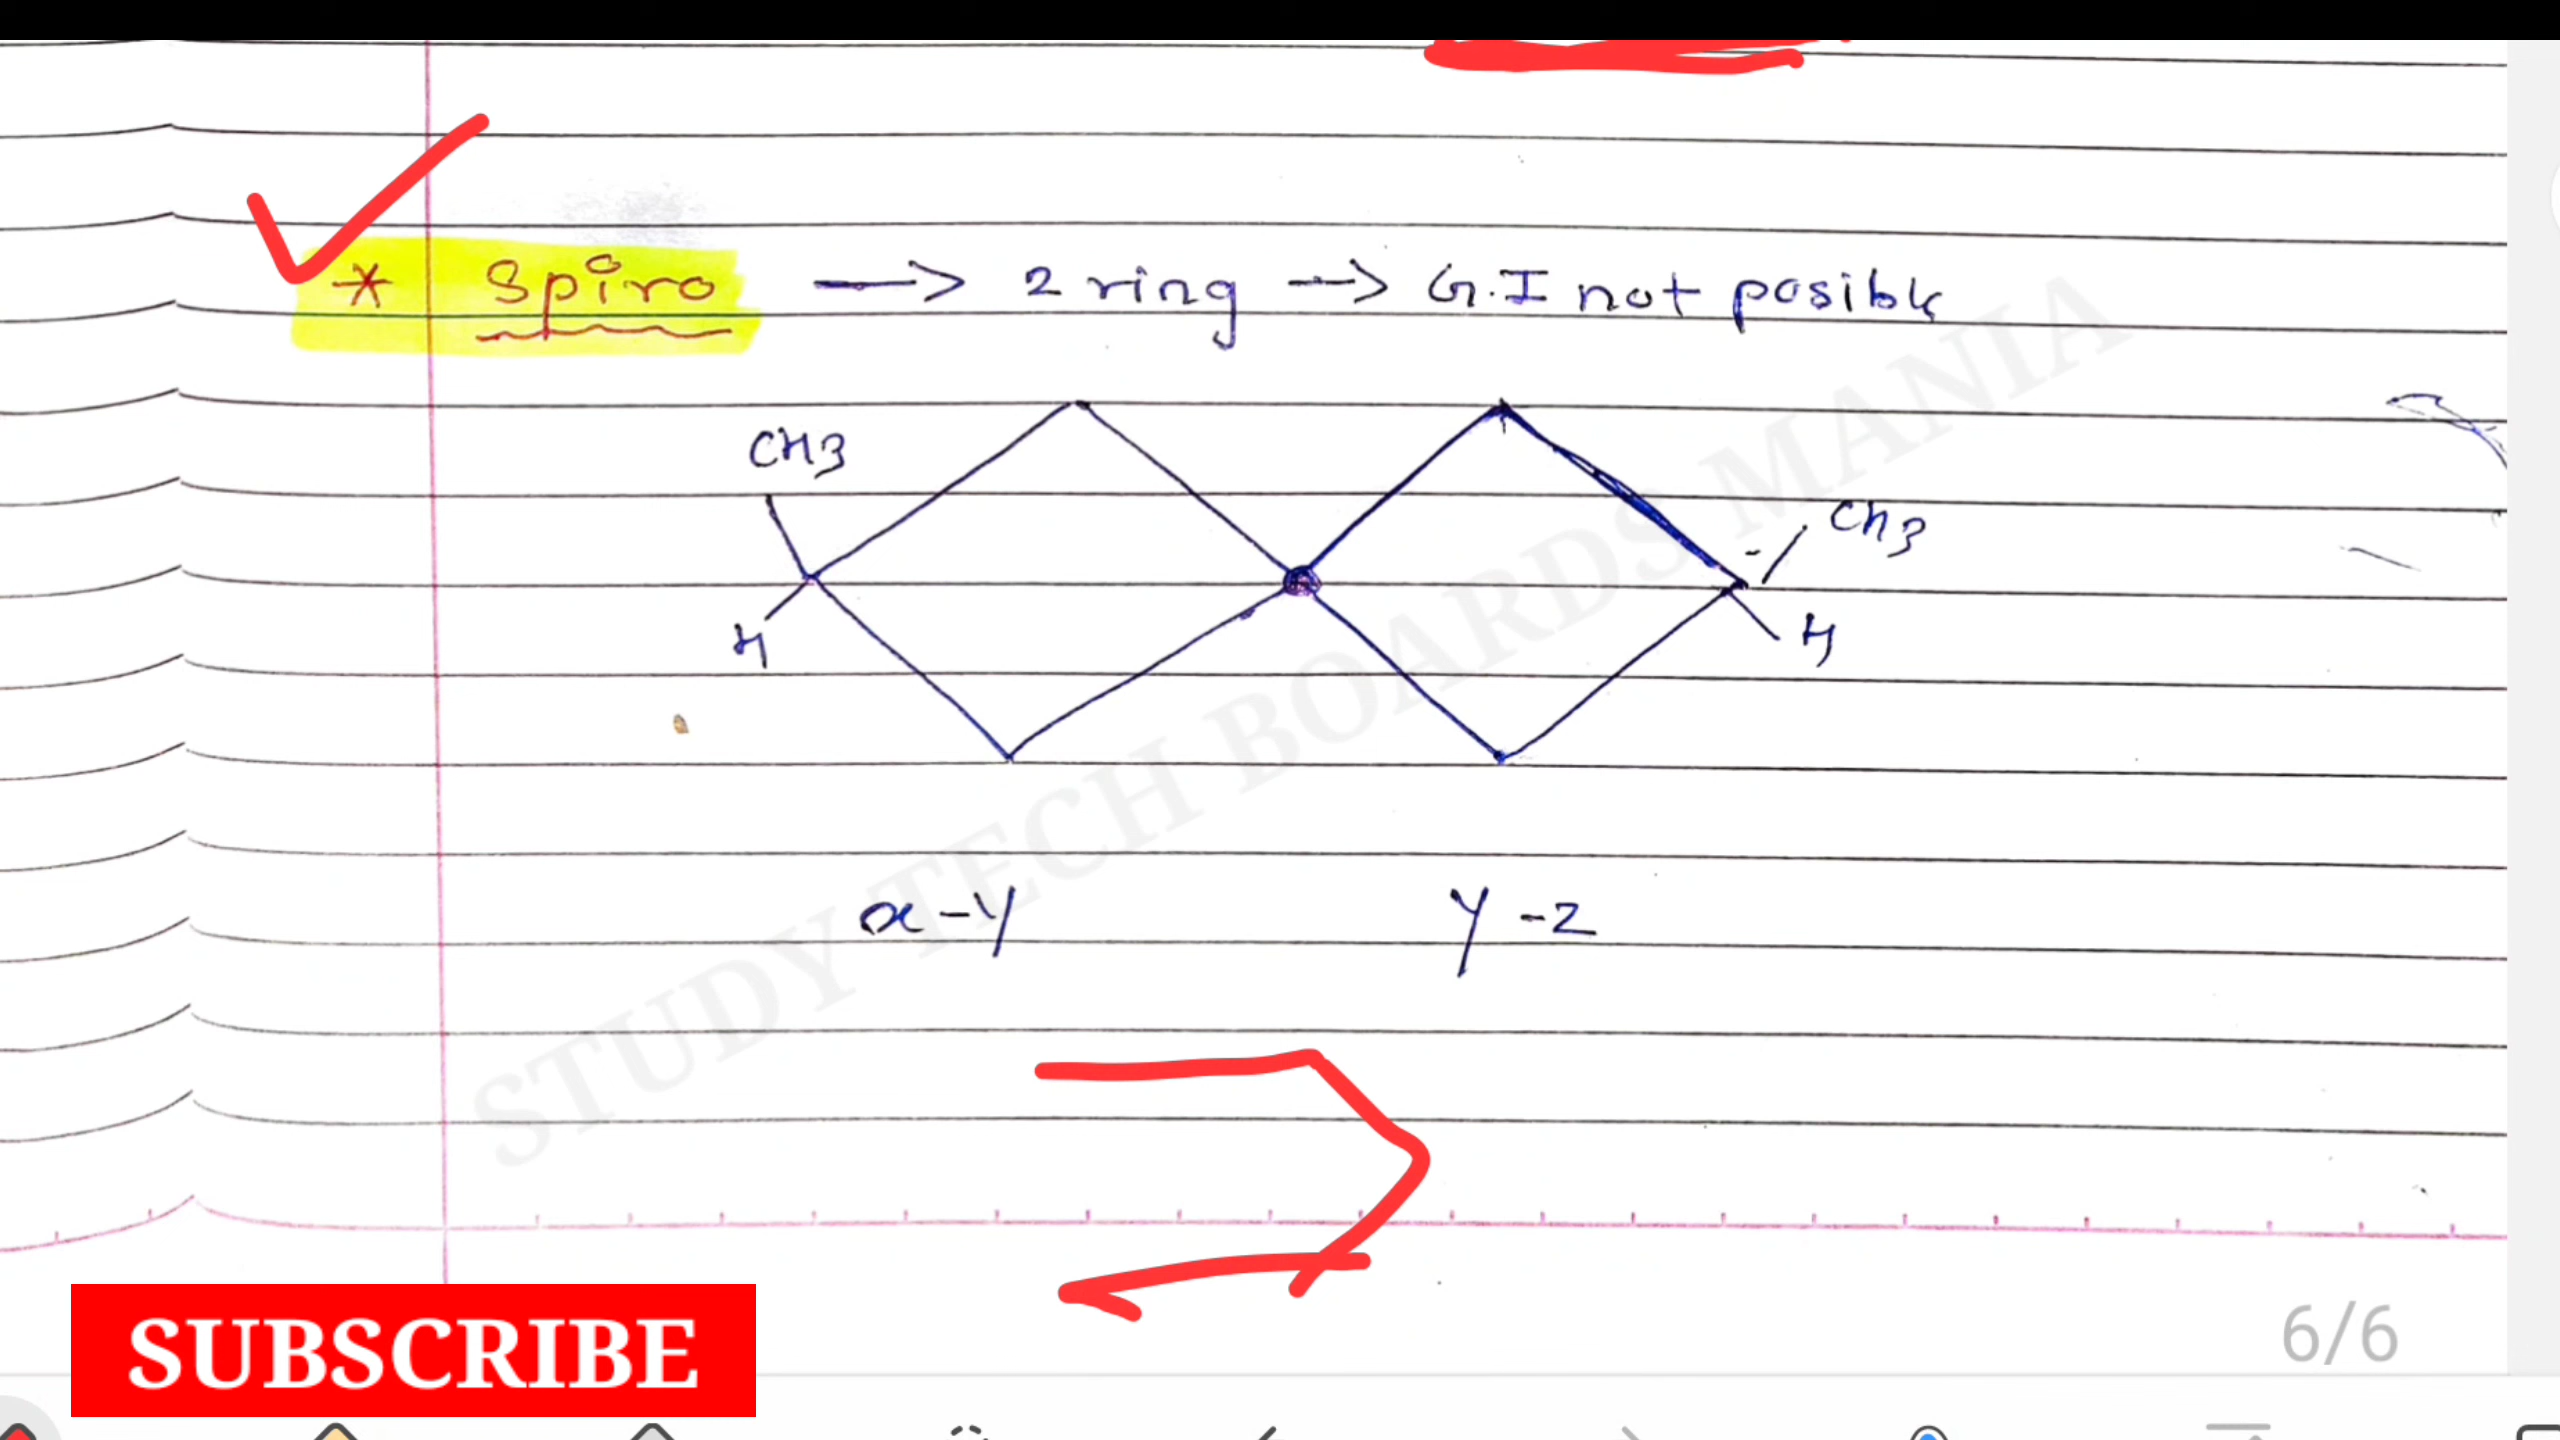 * Spiro —> 2 ring —> G.I not posible
CH3
CH3
H
H
x-y
y-z
STUDY TECH BOARDS MANIA
SUBSCRIBE
6/6